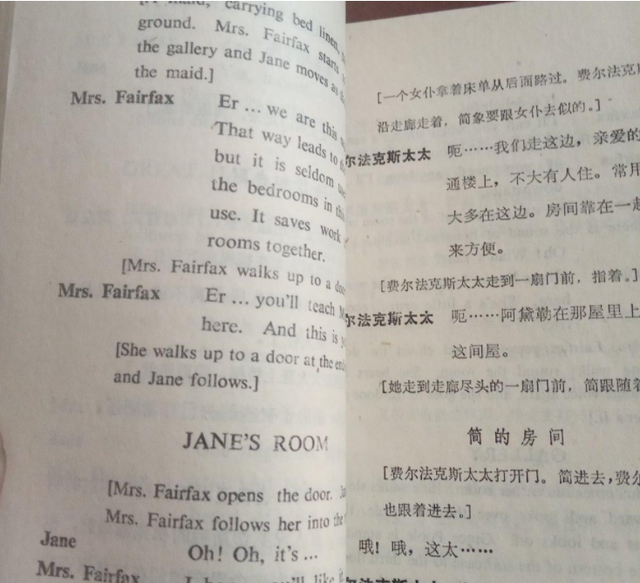 maid, carrying bed linen,
ground. Mrs. Fairfax starts
the gallery and Jane moves as
the maid.]
Mrs. Fairfax Er ... we are this
That way leads to
but it is seldom
the bedrooms in
use. It saves work
rooms together.
[Mrs. Fairfax walks up to a
Mrs. Fairfax Er ... you'll teach
here. And this is
[She walks up to a door at the
and Jane follows.]
JANE'S ROOM
[Mrs. Fairfax opens the door.
Mrs. Fairfax follows her into the
Jane Oh! Oh, it's ...
Mrs. Fairfax
[一个女仆拿着床单从后面路过。费尔法克
沿走廊走着，简象要跟女仆去似的。]
尔法克斯太太 呃……我们走这边，亲爱的
通楼上，不大有人住。常用
大多在这边。房间靠在一起
来方便。
[费尔法克斯太太走到一扇门前，指着。]
尔法克斯太太 呃……阿黛勒在那屋里上
这间屋。
[她走到走廊尽头的一扇门前，简跟随着
简的房间
[费尔法克斯太太打开门。简进去，费尔
也跟着进去。]
哦！哦，这太……